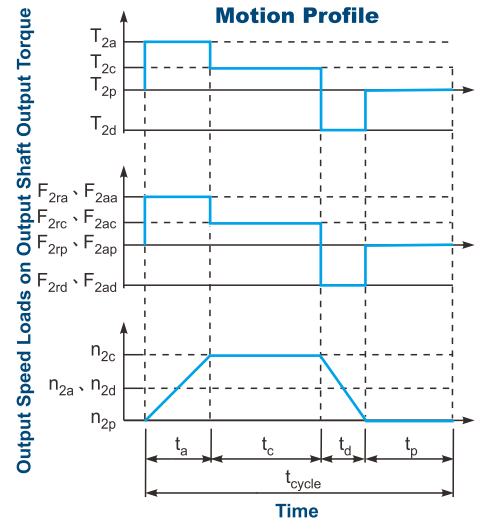 Motion Profile
Output Speed Loads on Output Shaft Output Torque
T2a
T2c
T2p
T2d
F2ra、F2aa
F2rc、F2ac
F2rp、F2ap
F2rd、F2ad
n2c
n2a、n2d
n2p
ta tc td tp
tcycle
Time